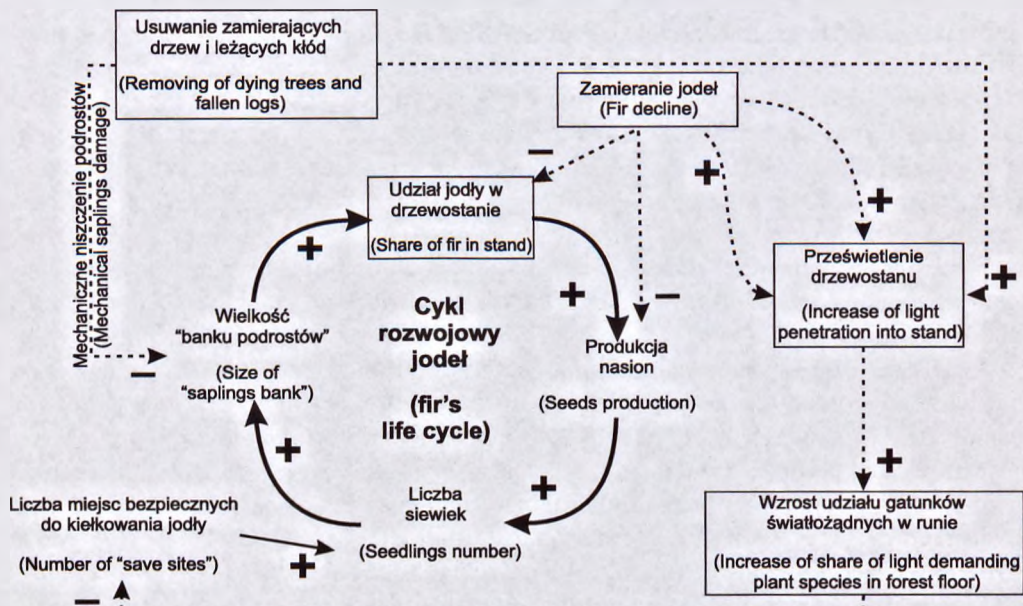 Usuwanie zamierających
drzew i leżących kłód
(Removing of dying trees and
fallen logs)
Zamieranie jodeł
(Fir decline)
Mechaniczne niszczenie podrostów
(Mechanical saplings damage)
–
+
+
Udział jodły w
drzewostanie
(Share of fir in stand)
+
+
–
+
Prześwietlenie
drzewostanu
(Increase of light
penetration into stand)
Wielkość
"banku podrostów"
(Size of
"saplings bank")
–
Cykl
rozwojowy
jodeł
(fir's
life cycle)
Produkcja
nasion
(Seeds production)
+
+
+
Liczba miejsc bezpiecznych
do kiełkowania jodły
(Number of "save sites")
–
+
Liczba
siewiek
(Seedlings number)
Wzrost udziału gatunków
światłożądnych w runie
(Increase of share of light demanding
plant species in forest floor)